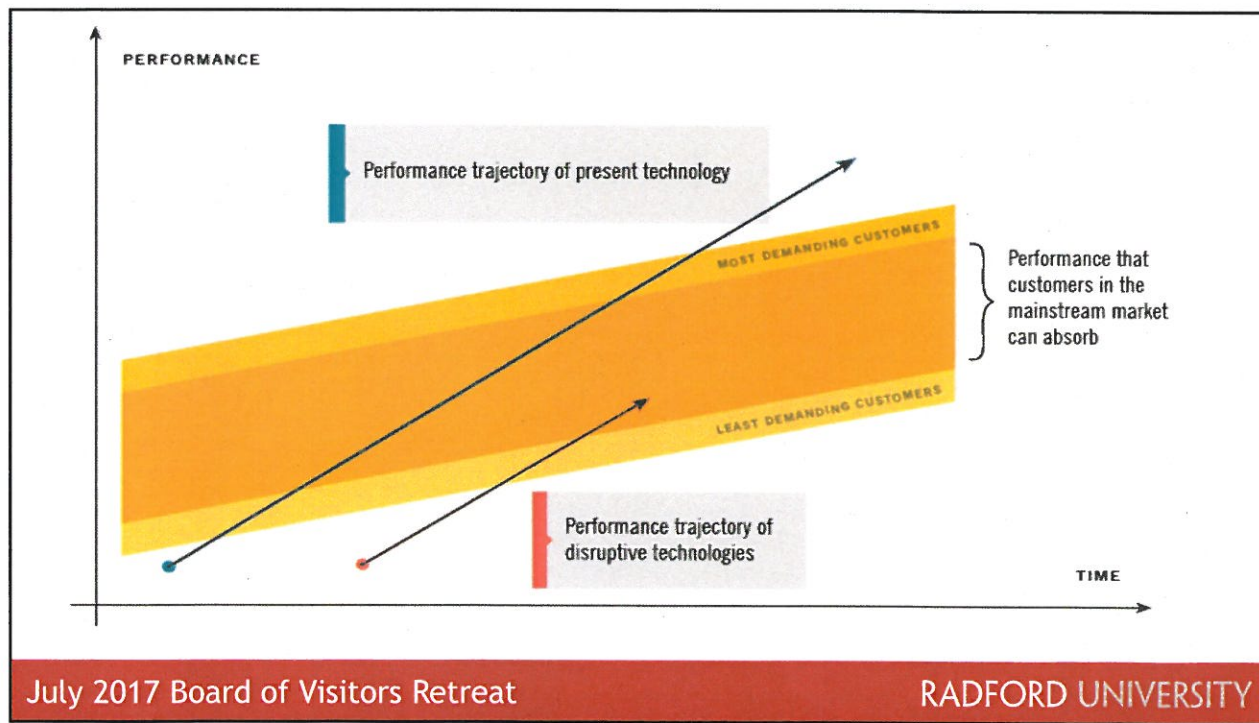 PERFORMANCE
Performance trajectory of present technology
MOST DEMANDING CUSTOMERS
Performance that
customers in the
mainstream market
can absorb
LEAST DEMANDING CUSTOMERS
Performance trajectory of
disruptive technologies
TIME
July 2017 Board of Visitors Retreat
RADFORD UNIVERSITY